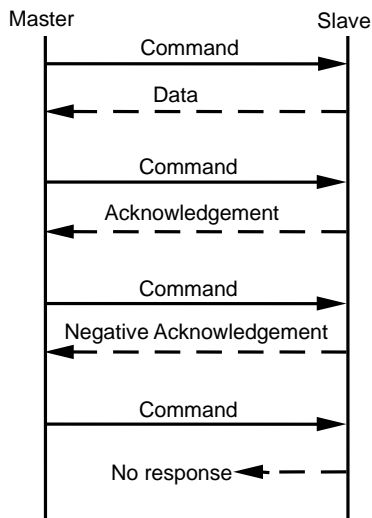 Master
Slave
Command
Data
Command
Acknowledgement
Command
Negative Acknowledgement
Command
No response